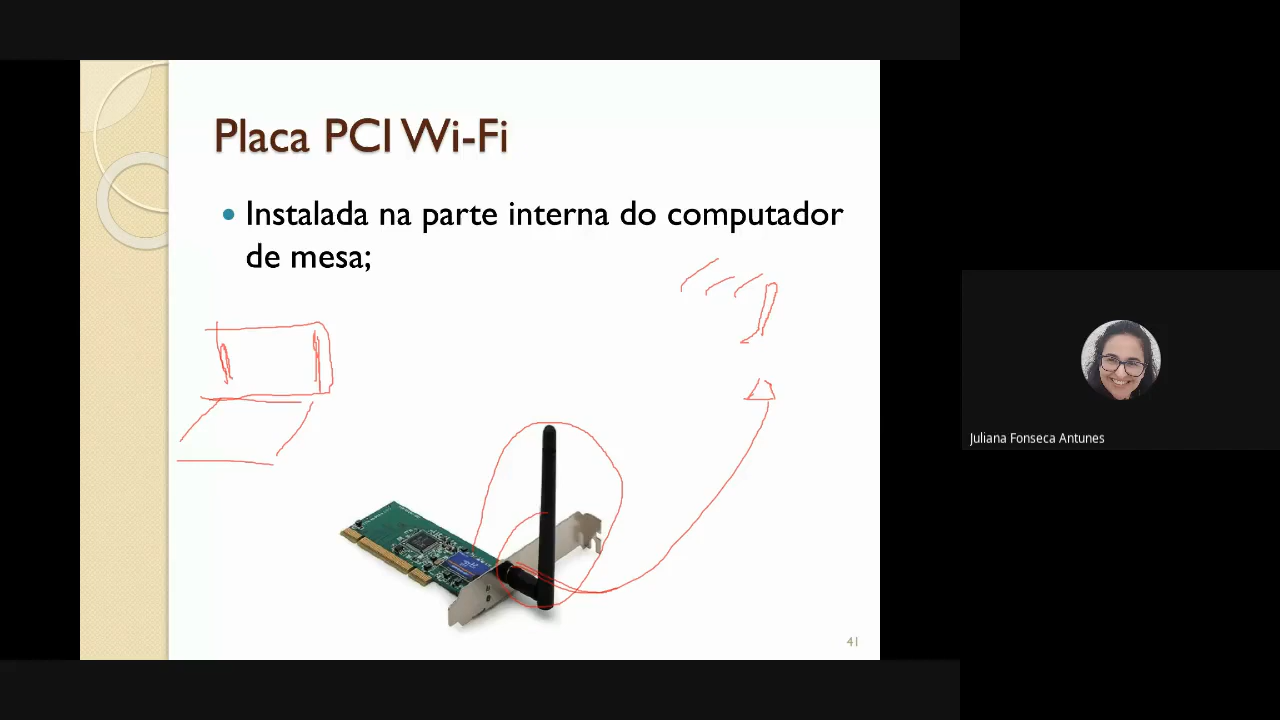 Placa PCI Wi-Fi
Instalada na parte interna do computador
de mesa;
41
Juliana Fonseca Antunes